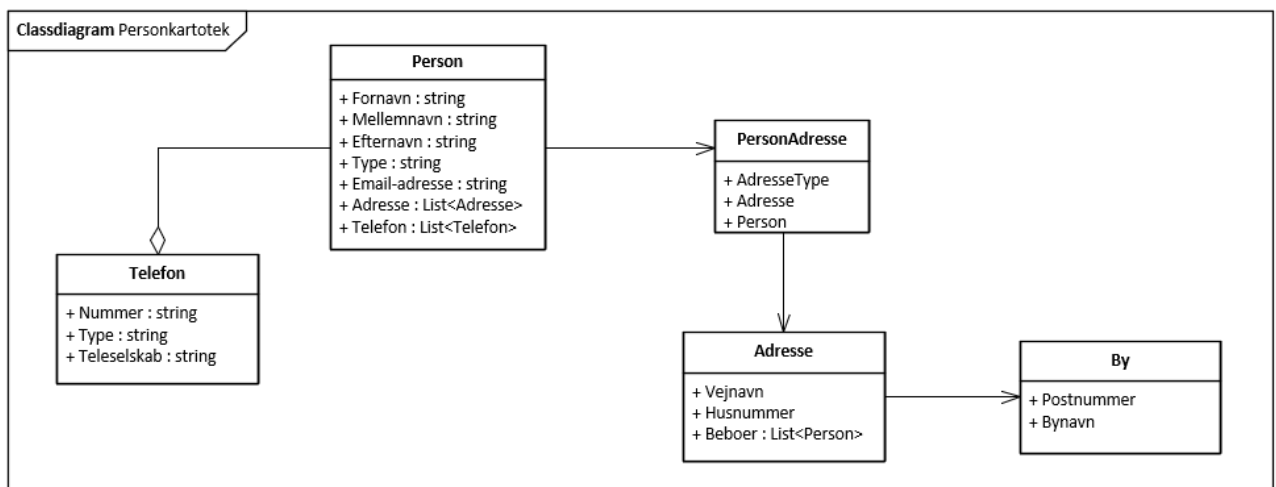 Classdiagram Personkartotek
Person
+ Fornavn : string
+ Mellemnavn : string
+ Efternavn : string
+ Type : string
+ Email-adresse : string
+ Adresse : List<Adresse>
+ Telefon : List<Telefon>
PersonAdresse
+ AdresseType
+ Adresse
+ Person
Telefon
+ Nummer : string
+ Type : string
+ Teleselskab : string
Adresse
+ Vejnavn
+ Husnummer
+ Beboer : List<Person>
By
+ Postnummer
+ Bynavn